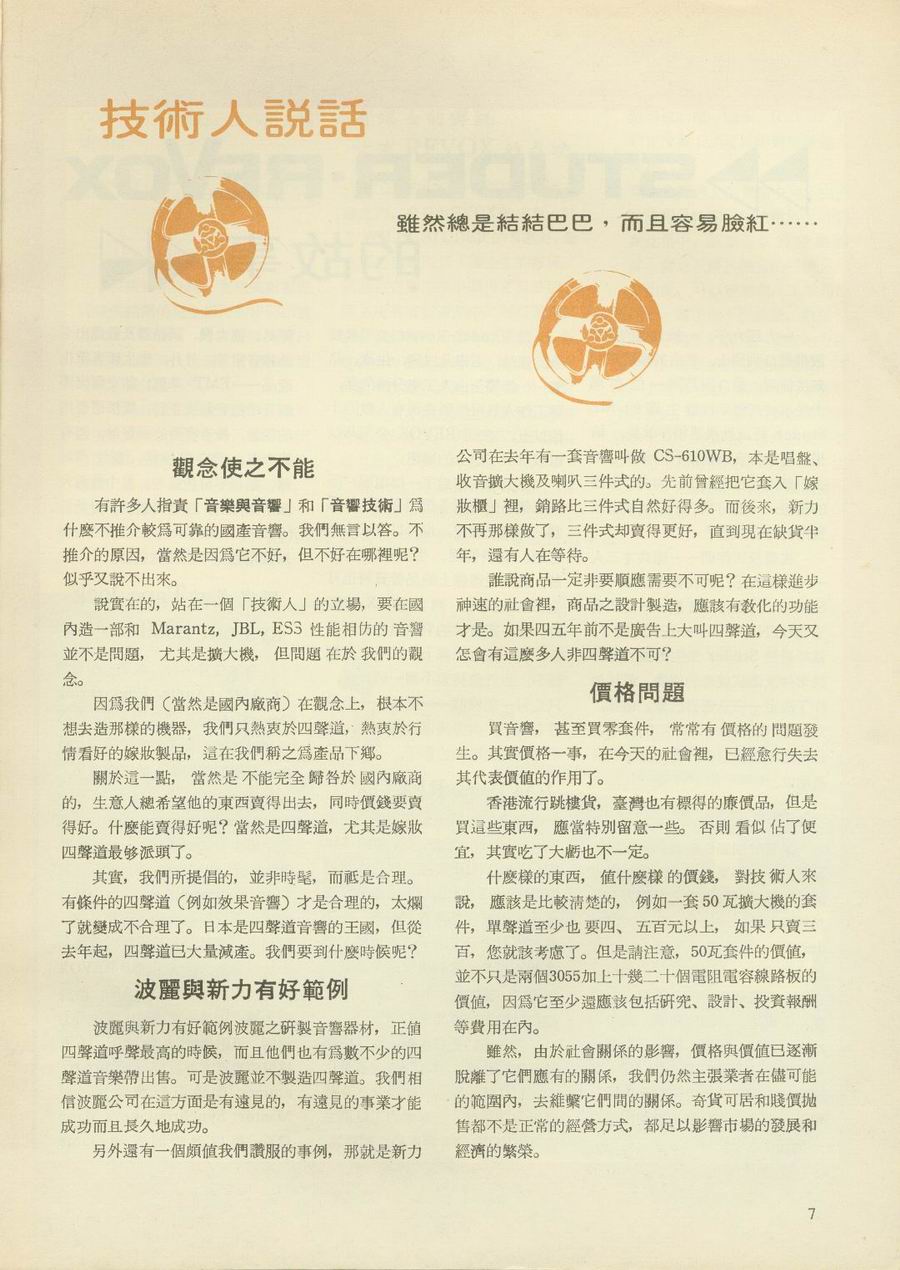 技術人說話
雖然總是結結巴巴，而且容易臉紅……
觀念使之不能
有許多人指責「音樂與音響」和「音響技術」爲
什麼不推介較爲可靠的國產音響。我們無言以答。不
推介的原因，當然是因爲它不好，但不好在哪裡呢？
似乎又說不出來。
說實在的，站在一個「技術人」的立場，要在國
內造一部和 Marantz, JBL, ESS 性能相仿的音響
並不是問題，尤其是擴大機，但問題在於我們的觀
念。
因爲我們（當然是國內廠商）在觀念上，根本不
想去造那樣的機器，我們只熱衷於四聲道，熱衷於行
情看好的嫁妝製品，這在我們稱之爲產品下鄉。
關於這一點，當然是不能完全歸咎於國內廠商
的，生意人總希望他的東西賣得出去，同時價錢要賣
得好。什麼能賣得好呢？當然是四聲道，尤其是嫁妝
四聲道最够派頭了。
其實，我們所提倡的，並非時髦，而祇是合理。
有條件的四聲道（例如效果音響）才是合理的，太爛
了就變成不合理了。日本是四聲道音響的王國，但從
去年起，四聲道已大量減產。我們要到什麼時候呢？
波麗與新力有好範例
波麗與新力有好範例波麗之研製音響器材，正值
四聲道呼聲最高的時候，而且他們也有爲數不少的四
聲道音樂帶出售。可是波麗並不製造四聲道。我們相
信波麗公司在這方面是有遠見的，有遠見的事業才能
成功而且長久地成功。
另外還有一個頗值我們讚服的事例，那就是新力
公司在去年有一套音響叫做 CS-610WB，本是唱盤、
收音擴大機及喇叭三件式的。先前曾經把它套入「嫁
妝櫃」裡，銷路比三件式自然好得多。而後來，新力
不再那樣做了，三件式却賣得更好，直到現在缺貨半
年，還有人在等待。
誰說商品一定非要順應需要不可呢？在這樣進步
神速的社會裡，商品之設計製造，應該有教化的功能
才是。如果四五年前不是廣告上大叫四聲道，今天又
怎會有這麼多人非四聲道不可？
價格問題
買音響，甚至買零套件，常常有價格的問題發
生。其實價格一事，在今天的社會裡，已經愈行失去
其代表價值的作用了。
香港流行跳樓貨，臺灣也有標得的廉價品，但是
買這些東西，應當特別留意一些。否則看似佔了便
宜，其實吃了大虧也不一定。
什麼樣的東西，值什麼樣的價錢，對技術人來
說，應該是比較清楚的，例如一套50瓦擴大機的套
件，單聲道至少也要四、五百元以上，如果只賣三
百，您就該考慮了。但是請注意，50瓦套件的價值，
並不只是兩個3055加上十幾二十個電阻電容線路板的
價值，因爲它至少還應該包括研究、設計、投資報酬
等費用在內。
雖然，由於社會關係的影響，價格與價值已逐漸
脫離了它們應有的關係，我們仍然主張業者在儘可能
的範圍內，去維繫它們間的關係。奇貨可居和賤價拋
售都不是正常的經營方式，都足以影響市場的發展和
經濟的繁榮。
7